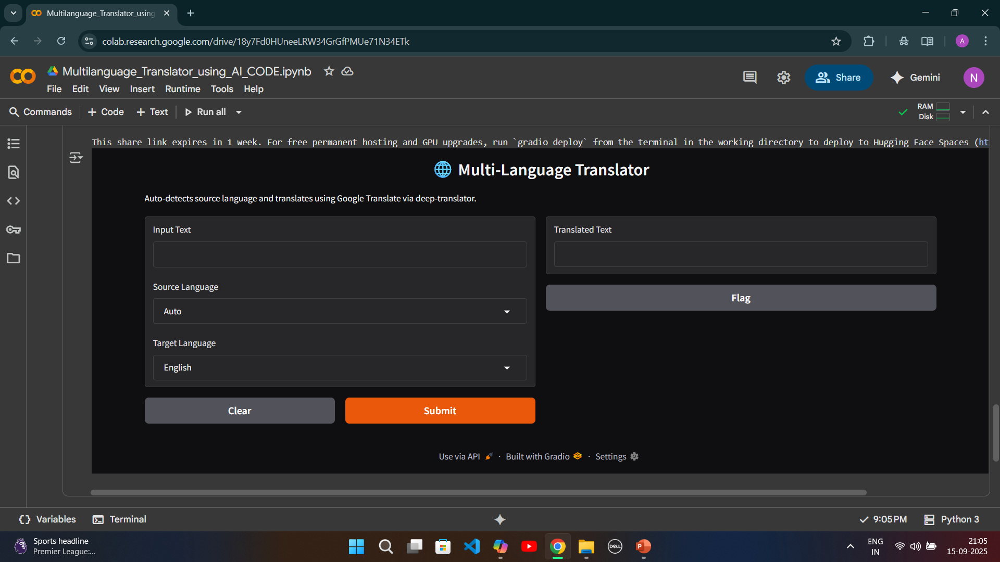 Multilanguage_Translator_using
colab.research.google.com/drive/18y7Fd0HUneeLRW34GrGfPMUe71N34ETk
A
Multilanguage_Translator_using_AI_CODE.ipynb
File Edit View Insert Runtime Tools Help
Share
Gemini
N
Commands
+ Code
+ Text
Run all
RAM
Disk
This share link expires in 1 week. For free permanent hosting and GPU upgrades, run `gradio deploy` from the terminal in the working directory to deploy to Hugging Face Spaces (ht
Multi-Language Translator
Auto-detects source language and translates using Google Translate via deep-translator.
Input Text
Source Language
Auto
Target Language
English
Clear
Submit
Translated Text
Flag
Use via API · Built with Gradio · Settings
Variables
Terminal
9:05 PM
Python 3
Sports headline
Premier League:...
DELL
P
ENG
IN
21:05
15-09-2025